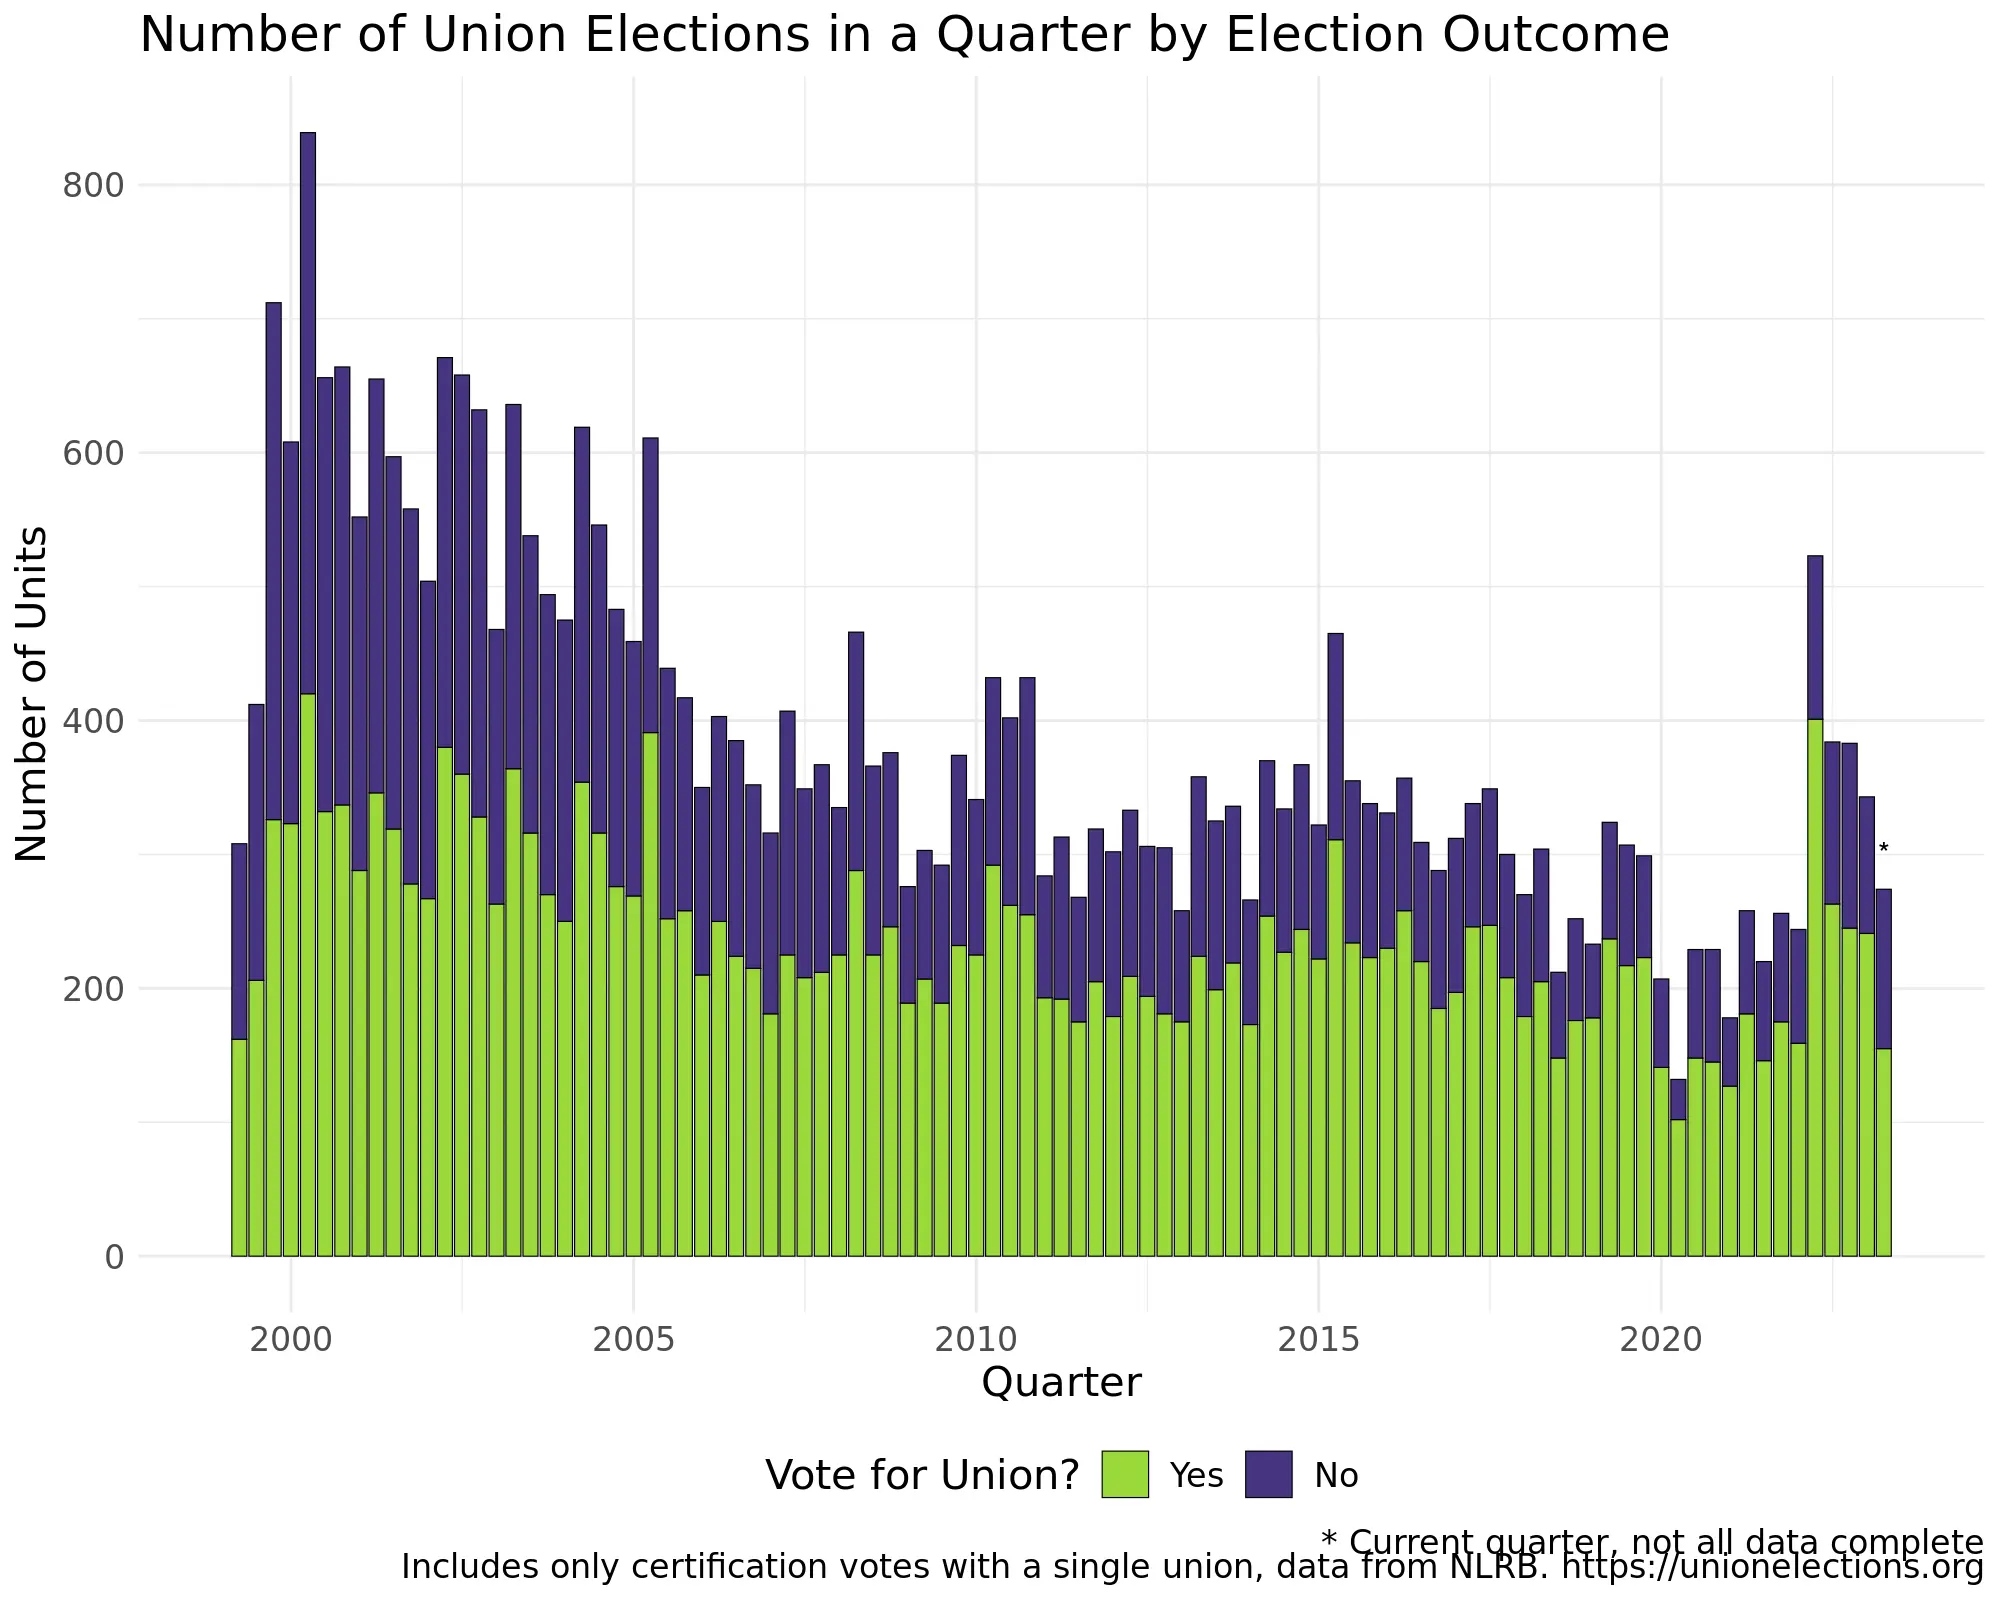 Number of Union Elections in a Quarter by Election Outcome
Number of Units
800
600
400
200
0
*
2000 2005 2010 2015 2020
Quarter
Vote for Union? Yes No
* Current quarter, not all data complete
Includes only certification votes with a single union, data from NLRB. https://unionelections.org